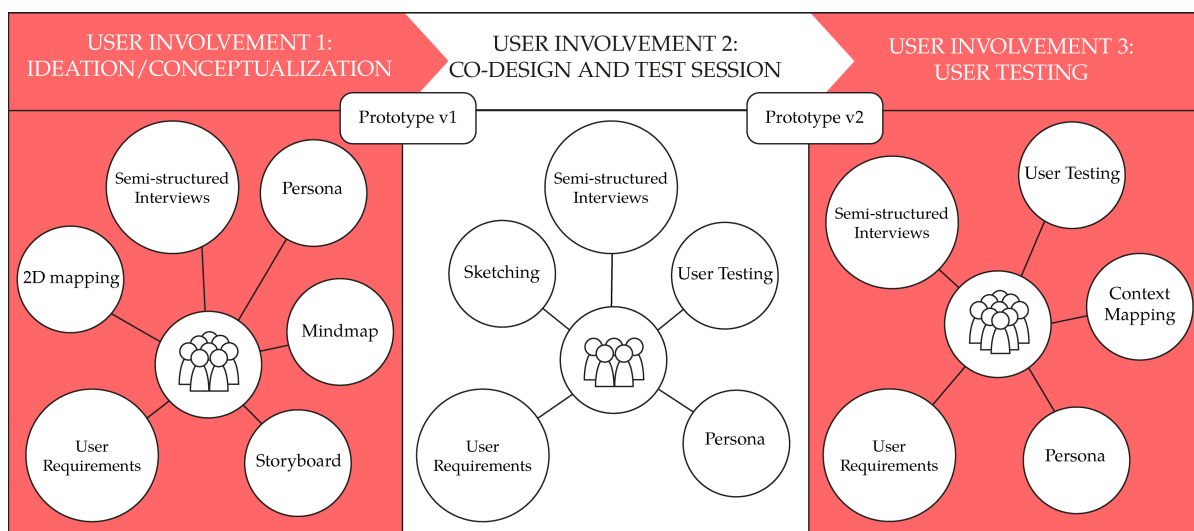 USER INVOLVEMENT 1:
IDEATION/CONCEPTUALIZATION
USER INVOLVEMENT 2:
CO-DESIGN AND TEST SESSION
USER INVOLVEMENT 3:
USER TESTING
Prototype v1
Prototype v2
Semi-structured
Interviews
Persona
2D mapping
Mindmap
User
Requirements
Storyboard
Semi-structured
Interviews
Sketching
User Testing
User
Requirements
Persona
User Testing
Semi-structured
Interviews
Context
Mapping
User
Requirements
Persona